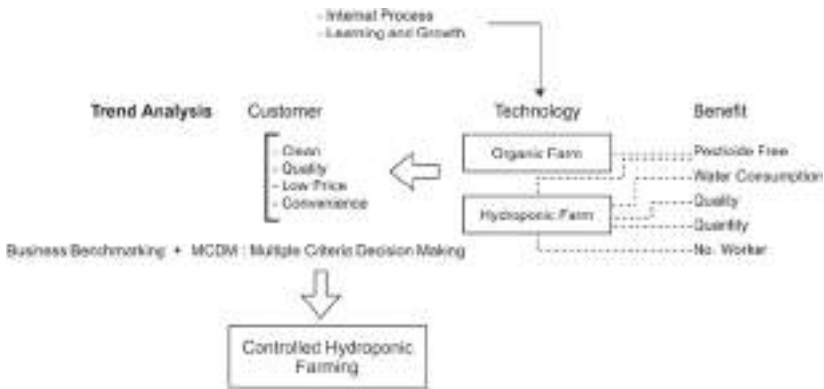 - Internal Process
- Learning and Growth
Trend Analysis Customer Technology Benefit
- Clean
- Quality
- Low Price
- Convenience
Organic Farm
Hydroponic Farm
Pesticide Free
Water Consumption
Quality
Quantity
No. Worker
Business Benchmarking + MCDM : Multiple Criteria Decision Making
Controlled Hydroponic
Farming